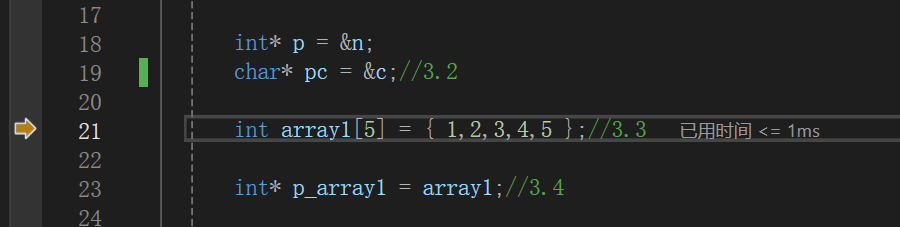 17
18 int* p = &n;
19 char* pc = &c;//3.2
20
21 int array1[5] = { 1,2,3,4,5 };//3.3 已用时间 <= 1ms
22
23 int* p_array1 = array1;//3.4
24